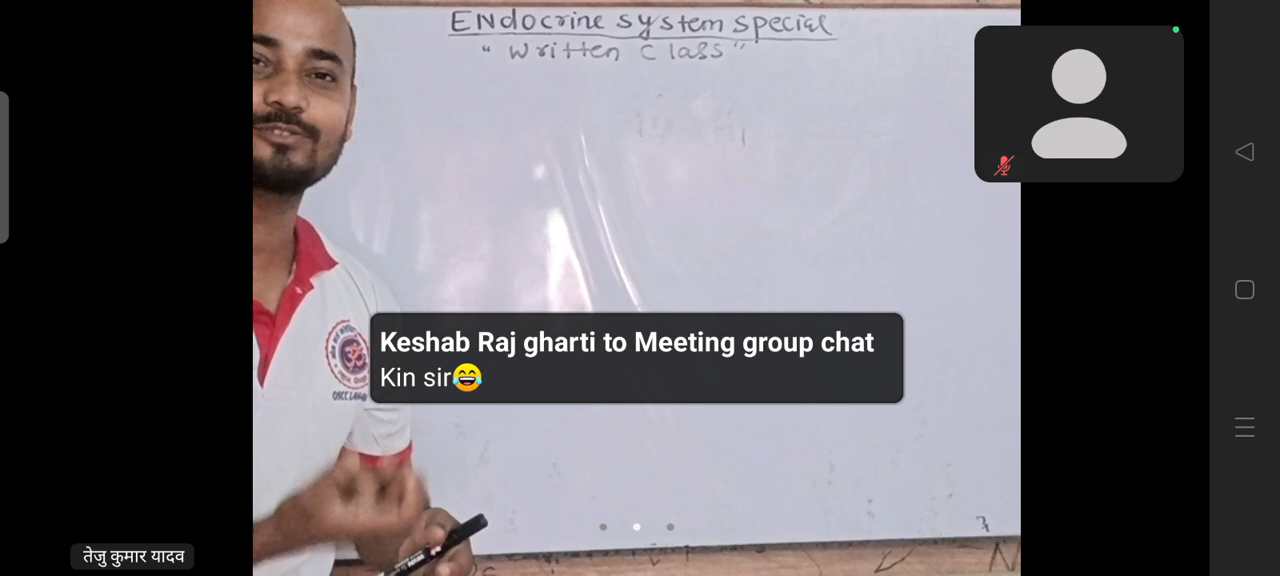 Endocrine system special
"Written Class"
Keshab Raj gharti to Meeting group chat
Kin sir😂
तेजु कुमार यादव